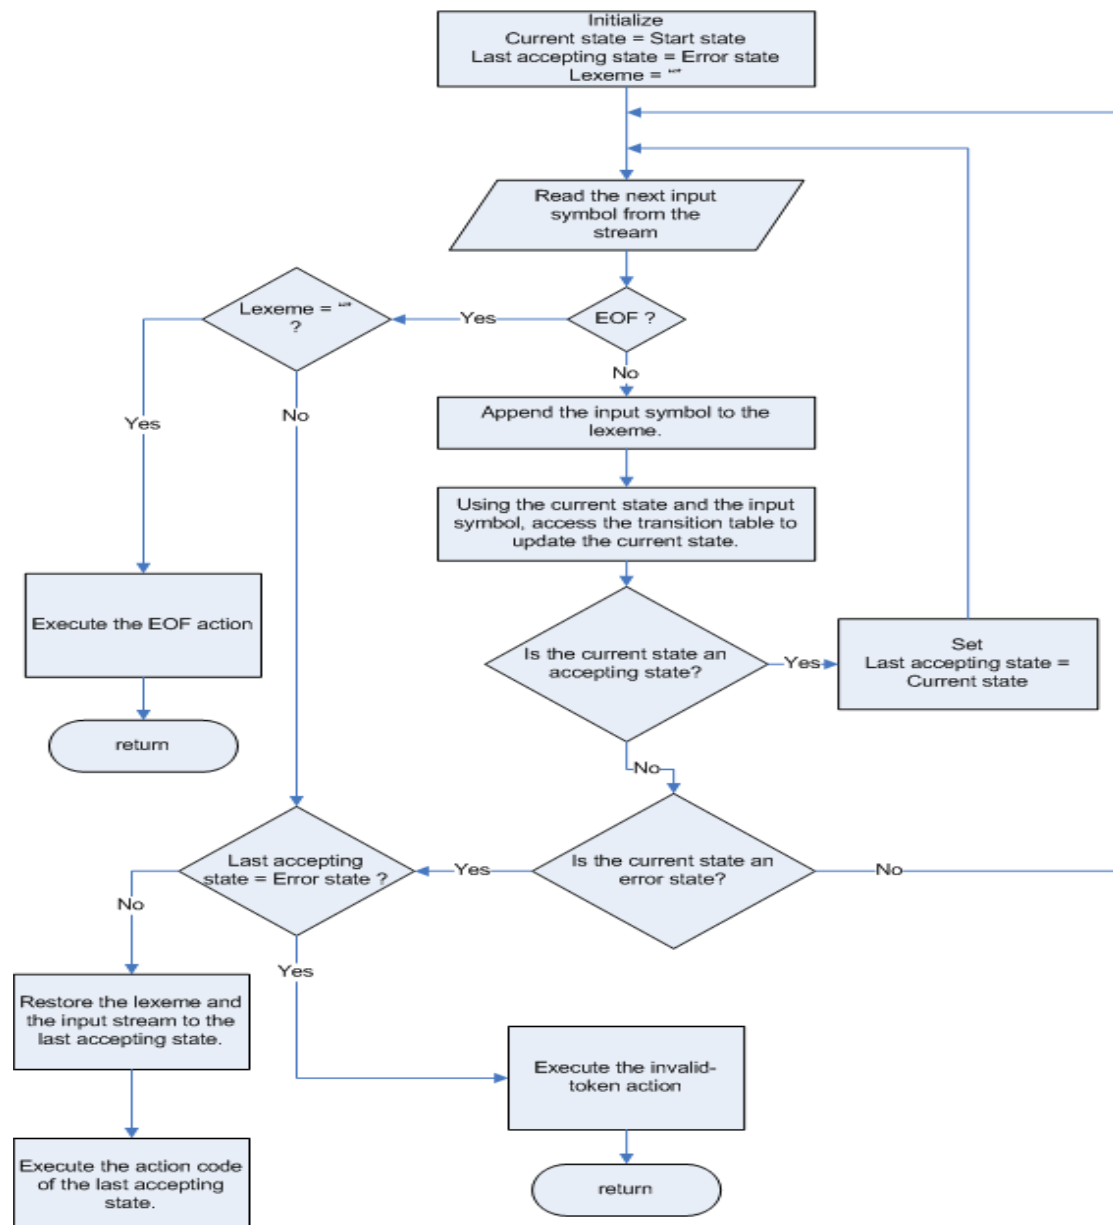 Initialize
Current state = Start state
Last accepting state = Error state
Lexeme = “”
Read the next input
symbol from the
stream
Lexeme = “”
?
Yes
EOF ?
No
Yes
No
Append the input symbol to the
lexeme.
Using the current state and the input
symbol, access the transition table to
update the current state.
Execute the EOF action
Is the current state an
accepting state?
Yes
Set
Last accepting state =
Current state
return
No
Last accepting
state = Error state ?
Yes
Is the current state an
error state?
No
No
Yes
Restore the lexeme and
the input stream to the
last accepting state.
Execute the invalid-
token action
Execute the action code
of the last accepting
state.
return